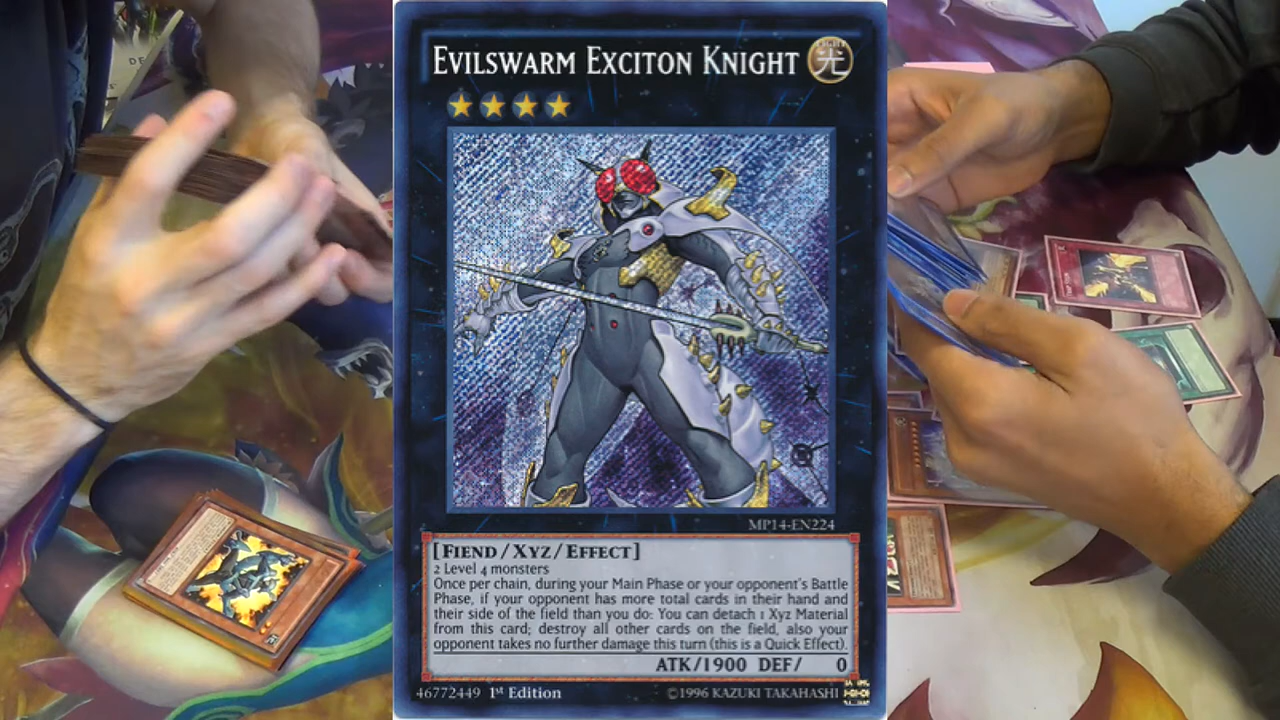 EVILSWARM EXCITON KNIGHT
LIGHT
光
MP14-EN224
[FIEND/XYZ/EFFECT]
2 Level 4 monsters
Once per chain, during your Main Phase or your opponent's Battle
Phase, if your opponent has more total cards in their hand and
their side of the field than you do: You can detach 1 Xyz Material
from this card; destroy all other cards on the field, also your
opponent takes no further damage this turn (this is a Quick Effect).
ATK/1900 DEF/ 0
46772449 1st Edition
©1996 KAZUKI TAKAHASHI